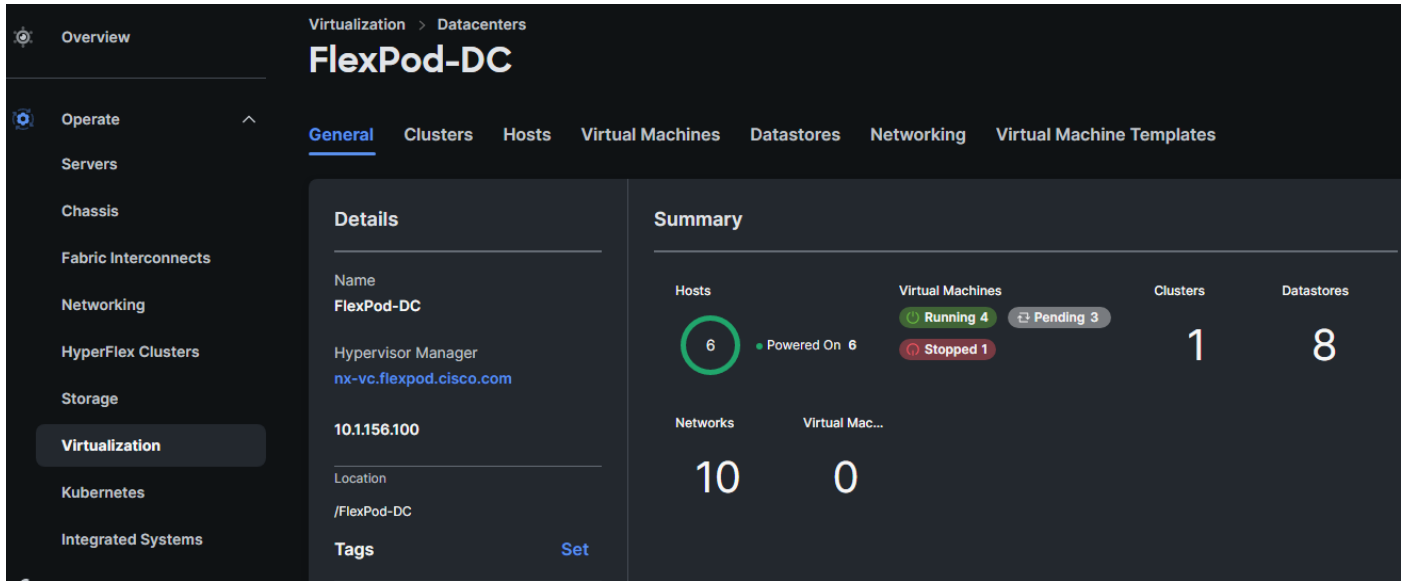 Overview
Operate
Servers
Chassis
Fabric Interconnects
Networking
HyperFlex Clusters
Storage
Virtualization
Kubernetes
Integrated Systems
Virtualization > Datacenters
FlexPod-DC
General Clusters Hosts Virtual Machines Datastores Networking Virtual Machine Templates
Details
Name
FlexPod-DC
Hypervisor Manager
nx-vc.flexpod.cisco.com
10.1.156.100
Location
/FlexPod-DC
Tags Set
Summary
Hosts
6
Powered On 6
Virtual Machines
Running 4 Pending 3
Stopped 1
Clusters
1
Datastores
8
Networks
10
Virtual Mac...
0